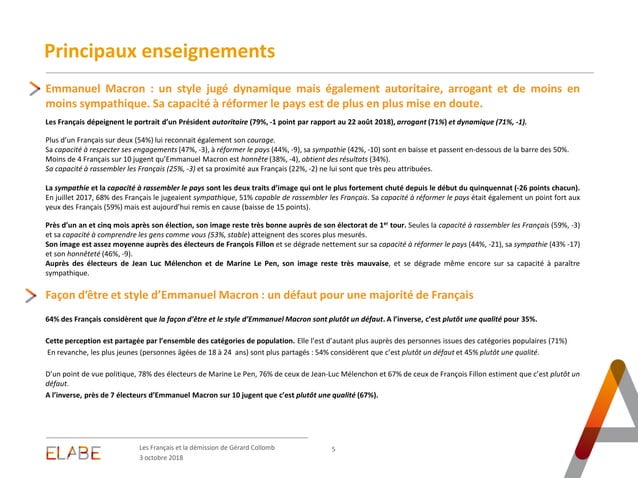 Principaux enseignements
Emmanuel Macron : un style jugé dynamique mais également autoritaire, arrogant et de moins en
moins sympathique. Sa capacité à réformer le pays est de plus en plus mise en doute.
Les Français dépeignent le portrait d'un Président autoritaire (79%, -1 point par rapport au 22 août 2018), arrogant (71%) et dynamique (71%, -1).
Plus d'un Français sur deux (54%) lui reconnait également son courage.
Sa capacité à respecter ses engagements (47%, -3), à réformer le pays (44%, -9), sa sympathie (42%, -10) sont en baisse et passent en-dessous de la barre des 50%.
Moins de 4 Français sur 10 jugent qu'Emmanuel Macron est honnête (38%, -4), obtient des résultats (34%).
Sa capacité à rassembler les Français (25%, -3) et sa proximité aux Français (22%, -2) ne lui sont que très peu attribuées.
La sympathie et la capacité à rassembler le pays sont les deux traits d'image qui ont le plus fortement chuté depuis le début du quinquennat (-26 points chacun).
En juillet 2017, 68% des Français le jugeaient sympathique, 51% capable de rassembler les Français. Sa capacité à réformer le pays était également un point fort aux
yeux des Français (59%) mais est aujourd'hui remis en cause (baisse de 15 points).
Près d'un an et cinq mois après son élection, son image reste très bonne auprès de son électorat de 1er tour. Seules la capacité à rassembler les Français (59%, -3)
et sa capacité à comprendre les gens comme vous (53%, stable) atteignent des scores plus mesurés.
Son image est assez moyenne auprès des électeurs de François Fillon et se dégrade nettement sur sa capacité à réformer le pays (44%, -21), sa sympathie (43% -17)
et son honnêteté (46%, -9).
Auprès des électeurs de Jean Luc Mélenchon et de Marine Le Pen, son image reste très mauvaise, et se dégrade même encore sur sa capacité à paraître
sympathique.
Façon d'être et style d'Emmanuel Macron : un défaut pour une majorité de Français
64% des Français considèrent que la façon d'être et le style d'Emmanuel Macron sont plutôt un défaut. A l'inverse, c'est plutôt une qualité pour 35%.
Cette perception est partagée par l'ensemble des catégories de population. Elle l'est d'autant plus auprès des personnes issues des catégories populaires (71%)
En revanche, les plus jeunes (personnes âgées de 18 à 24 ans) sont plus partagés : 54% considèrent que c'est plutôt un défaut et 45% plutôt une qualité.
D'un point de vue politique, 78% des électeurs de Marine Le Pen, 76% de ceux de Jean-Luc Mélenchon et 67% de ceux de François Fillon estiment que c'est plutôt un
défaut.
A l'inverse, près de 7 électeurs d'Emmanuel Macron sur 10 jugent que c'est plutôt une qualité (67%).
ELABE
Les Français et la démission de Gérard Collomb
5
3 octobre 2018